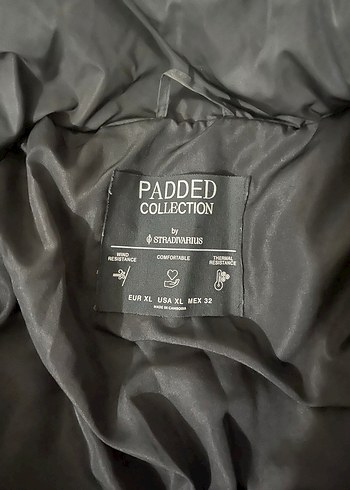 PADDED
COLLECTION
by
STRADIVARIUS
WIND
RESISTANCE
COMFORTABLE
THERMAL
RESISTANCE
EUR XL USA XL MEX 32
MADE IN CAMBODIA